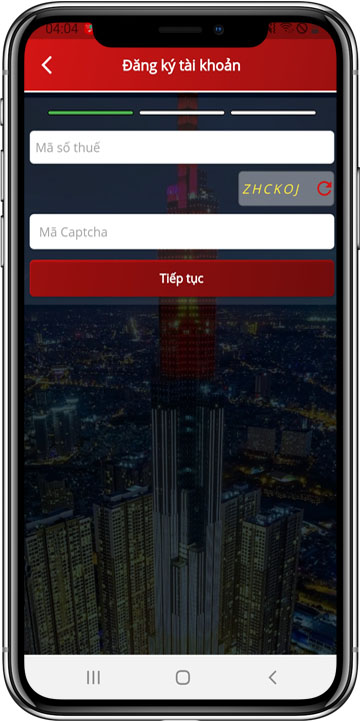 04:04
Đăng ký tài khoản
Mã số thuế
ZHCKOJ
Mã Captcha
Tiếp tục